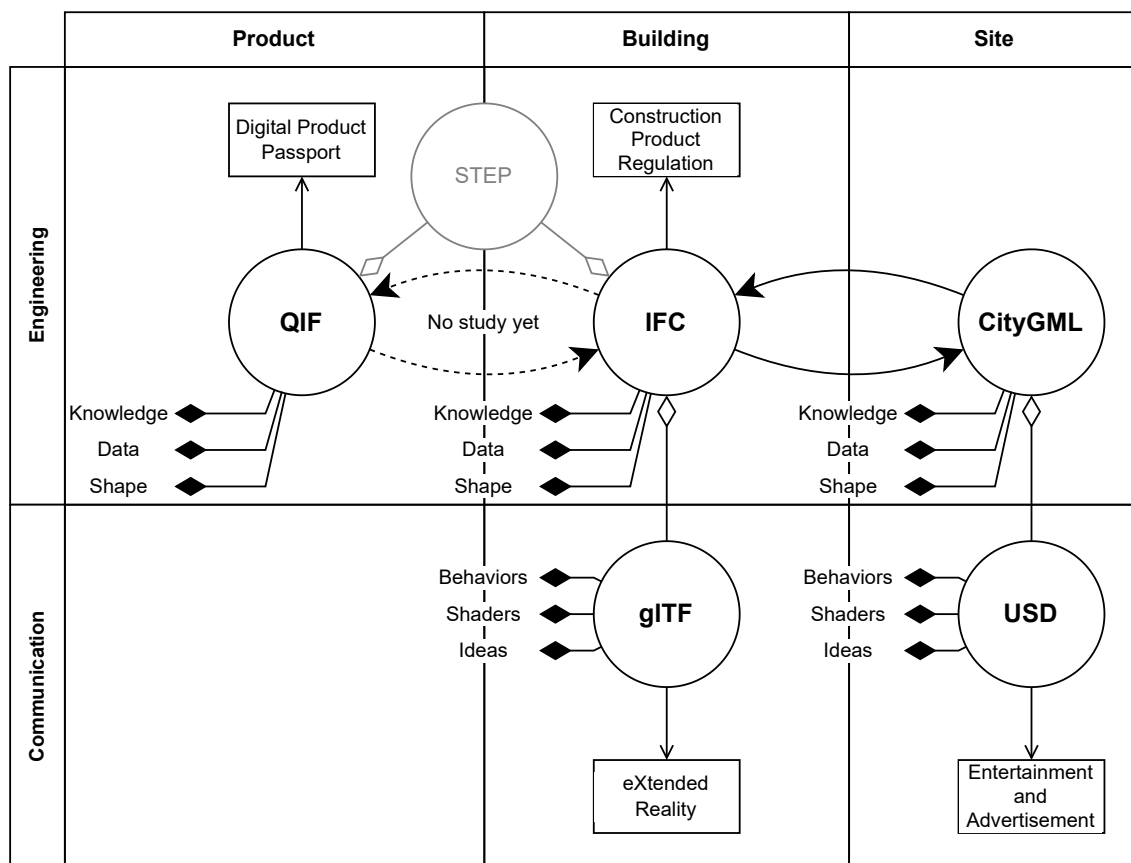 Product
Building
Site
Engineering
Digital Product
Passport
STEP
Construction
Product
Regulation
QIF
No study yet
IFC
CityGML
Knowledge
Data
Shape
Knowledge
Data
Shape
Knowledge
Data
Shape
Communication
Behaviors
Shaders
Ideas
glTF
Behaviors
Shaders
Ideas
USD
eXtended
Reality
Entertainment
and
Advertisement